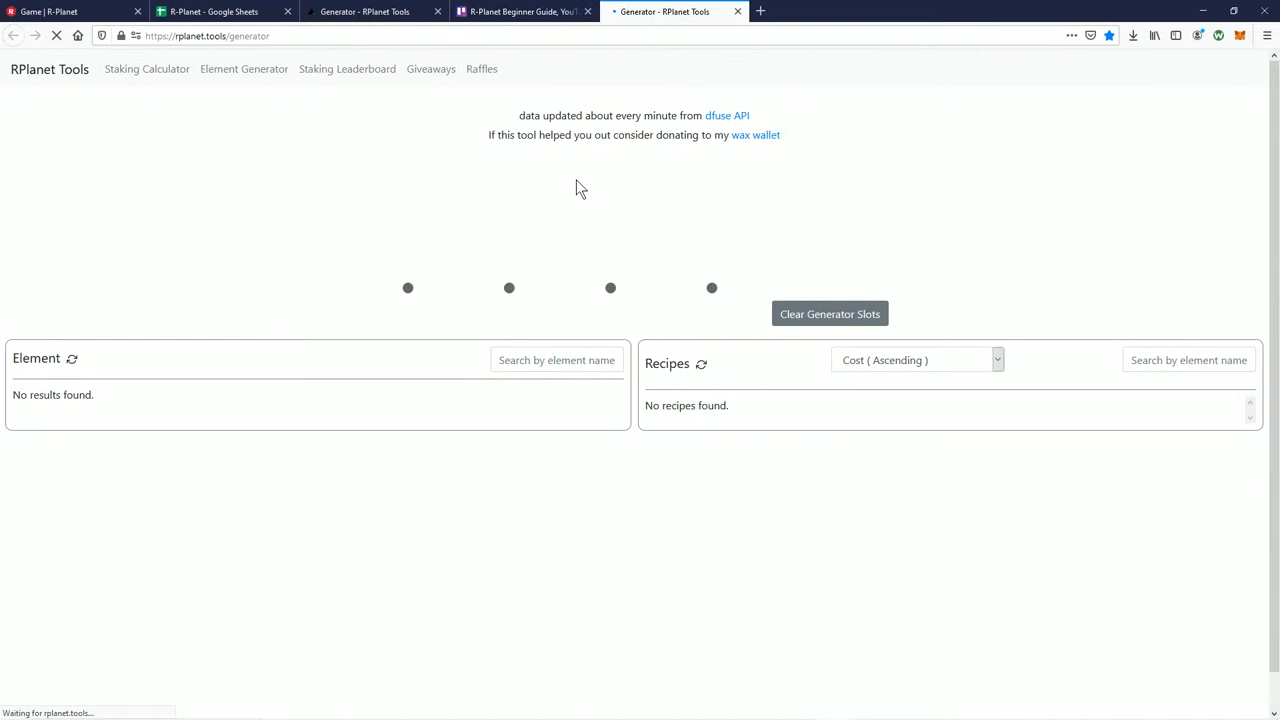 Game | R-Planet
R-Planet - Google Sheets
Generator - RPlanet Tools
R-Planet Beginner Guide, YouT
Generator - RPlanet Tools
https://rplanet.tools/generator
RPlanet Tools
Staking Calculator
Element Generator
Staking Leaderboard
Giveaways
Raffles
data updated about every minute from dfuse API
If this tool helped you out consider donating to my wax wallet
Clear Generator Slots
Element
Search by element name
No results found.
Recipes
Cost ( Ascending )
Search by element name
No recipes found.
Waiting for rplanet.tools...